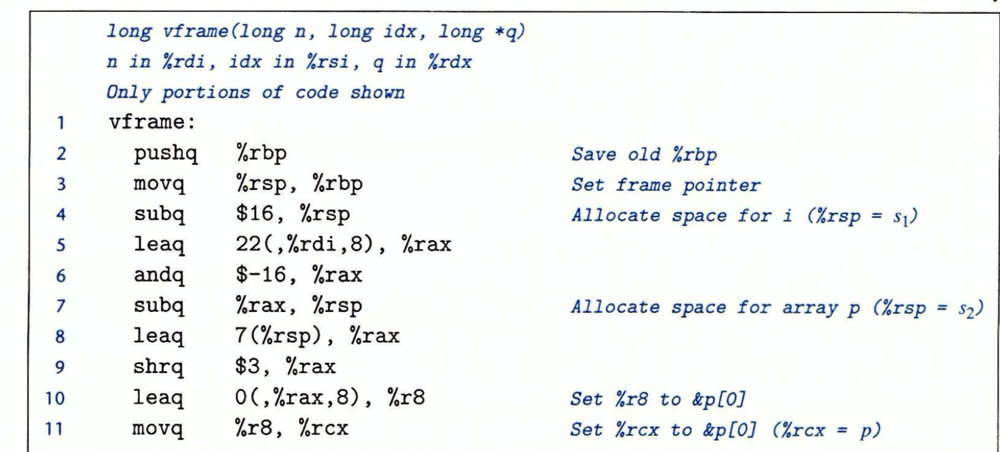 long vframe(long n, long idx, long *q)
n in %rdi, idx in %rsi, q in %rdx
Only portions of code shown
1 vframe:
2 pushq %rbp Save old %rbp
3 movq %rsp, %rbp Set frame pointer
4 subq $16, %rsp Allocate space for i (%rsp = s₁)
5 leaq 22(,%rdi,8), %rax
6 andq $-16, %rax
7 subq %rax, %rsp Allocate space for array p (%rsp = s₂)
8 leaq 7(%rsp), %rax
9 shrq $3, %rax
10 leaq 0(,%rax,8), %r8 Set %r8 to &p[0]
11 movq %r8, %rcx Set %rcx to &p[0] (%rcx = p)